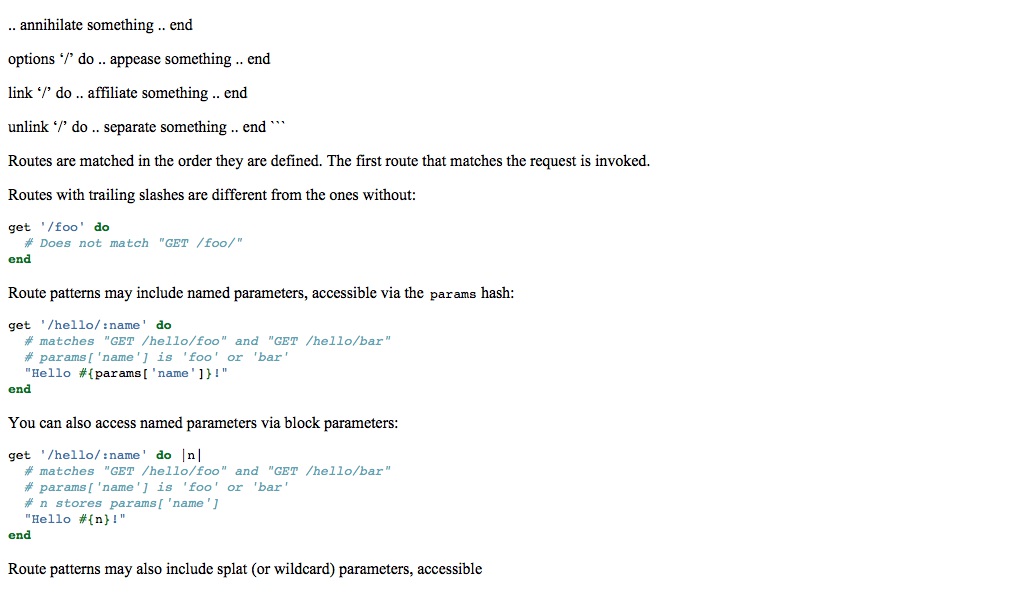 .. annihilate something .. end
options ‘/’ do .. appease something .. end
link ‘/’ do .. affiliate something .. end
unlink ‘/’ do .. separate something .. end ```
Routes are matched in the order they are defined. The first route that matches the request is invoked.
Routes with trailing slashes are different from the ones without:
get '/foo' do
  # Does not match "GET /foo/"
end
Route patterns may include named parameters, accessible via the params hash:
get '/hello/:name' do
  # matches "GET /hello/foo" and "GET /hello/bar"
  # params['name'] is 'foo' or 'bar'
  "Hello #{params['name']}!"
end
You can also access named parameters via block parameters:
get '/hello/:name' do |n|
  # matches "GET /hello/foo" and "GET /hello/bar"
  # params['name'] is 'foo' or 'bar'
  # n stores params['name']
  "Hello #{n}!"
end
Route patterns may also include splat (or wildcard) parameters, accessible